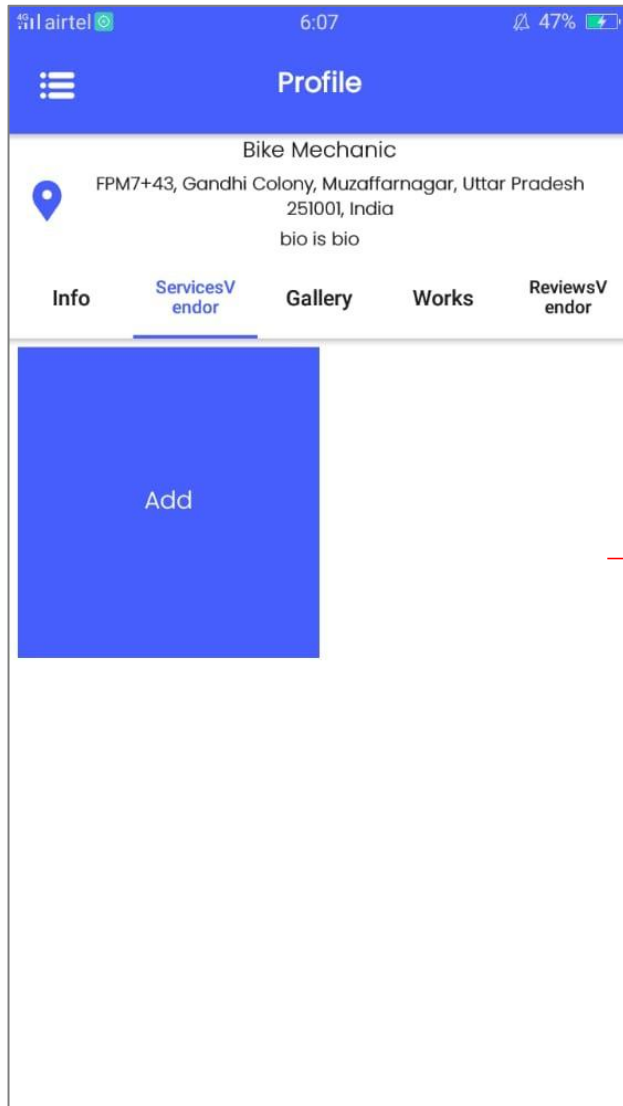 4G airtel 6:07 47%
Profile
Bike Mechanic
FPM7+43, Gandhi Colony, Muzaffarnagar, Uttar Pradesh
251001, India
bio is bio
Info ServicesV Gallery Works ReviewsV
endor endor
Add